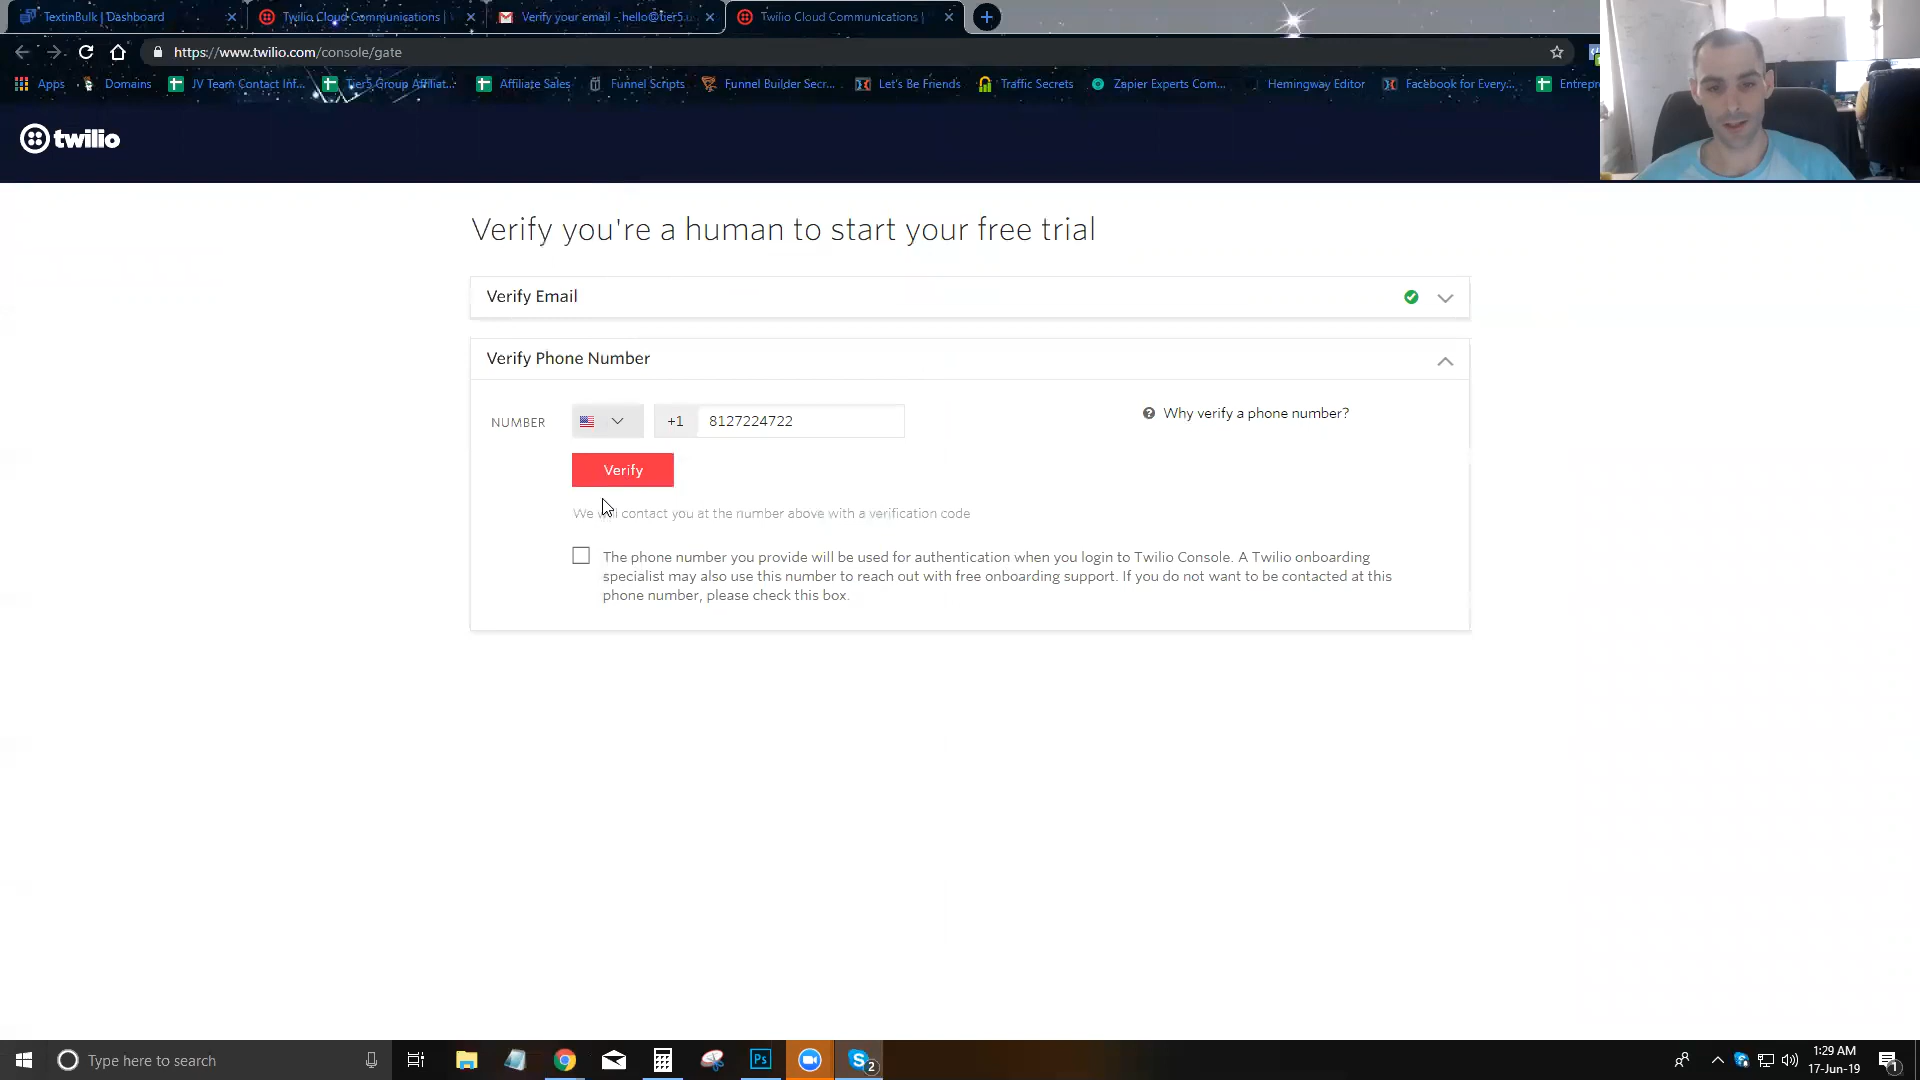 TextinBulk | Dashboard
Twilio Cloud Communications |
Verify your email - hello@tier5.u
Twilio Cloud Communications |
https://www.twilio.com/console/gate
Apps
Domains
JV Team Contact Inf...
Tier5 Group Affiliat...
Affiliate Sales
Funnel Scripts
Funnel Builder Secr...
Let's Be Friends
Traffic Secrets
Zapier Experts Com...
Hemingway Editor
Facebook for Every...
Entrepr
twilio
Verify you're a human to start your free trial
Verify Email
Verify Phone Number
NUMBER
+1
8127224722
Why verify a phone number?
Verify
We will contact you at the number above with a verification code
The phone number you provide will be used for authentication when you login to Twilio Console. A Twilio onboarding
specialist may also use this number to reach out with free onboarding support. If you do not want to be contacted at this
phone number, please check this box.
Type here to search
Ps
S
2
1:29 AM
17-Jun-19
1